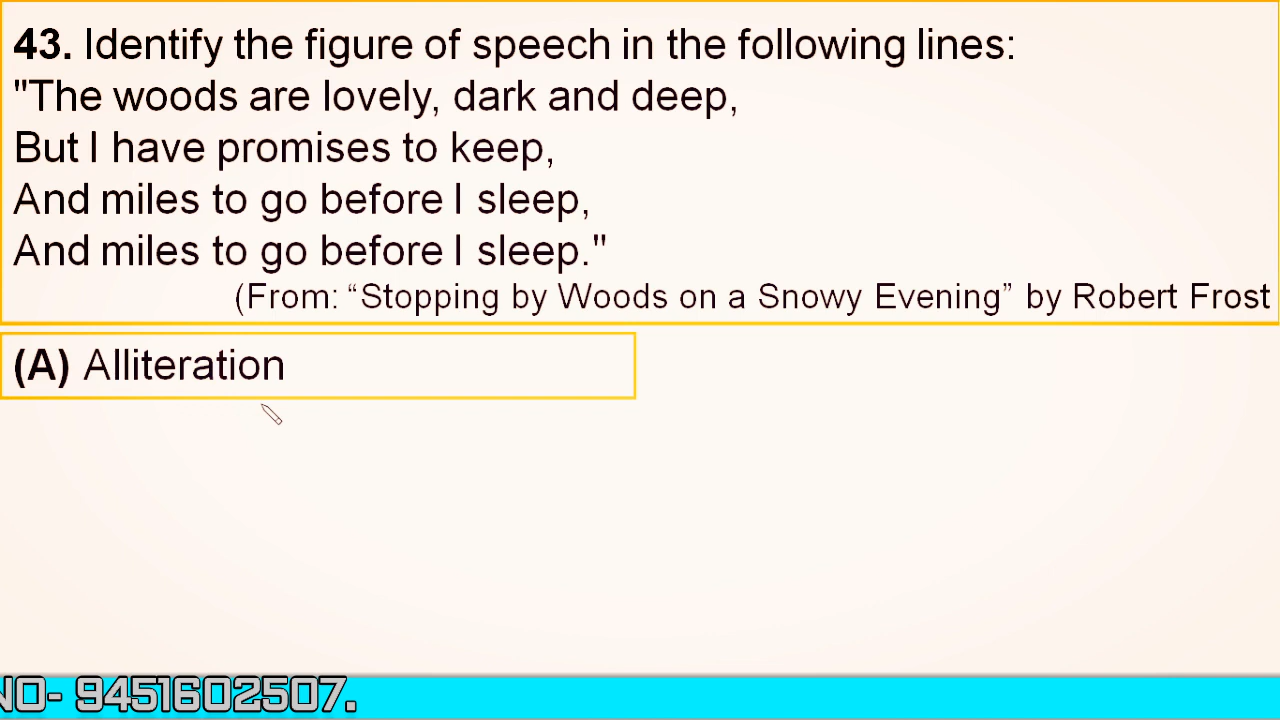 43. Identify the figure of speech in the following lines:
"The woods are lovely, dark and deep,
But I have promises to keep,
And miles to go before I sleep,
And miles to go before I sleep."
(From: “Stopping by Woods on a Snowy Evening” by Robert Frost
(A) Alliteration
NO- 9451602507.